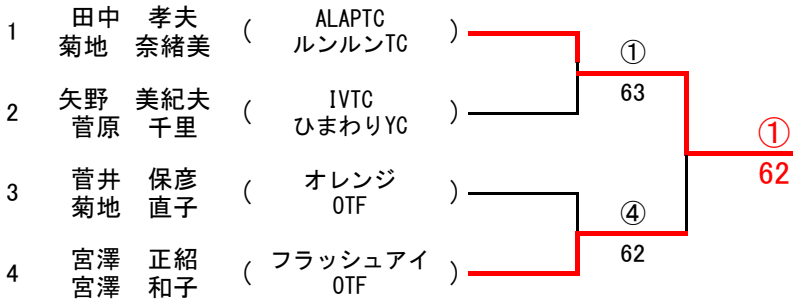 1 田中 孝夫 ( ALAPTC )
菊地 奈緒美 ルンルンTC
①
63
2 矢野 美紀夫 ( IVTC )
菅原 千里 ひまわりYC
①
62
3 菅井 保彦 ( オレンジ )
菊地 直子 OTF
④
62
4 宮澤 正紹 ( フラッシュアイ )
宮澤 和子 OTF